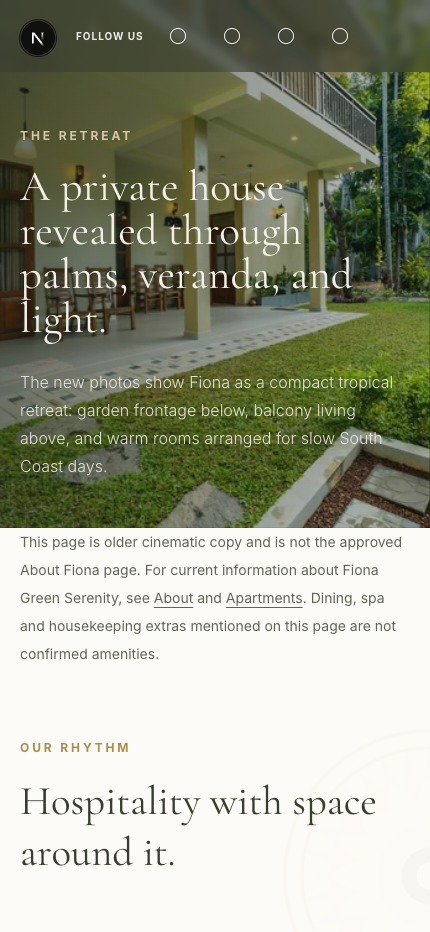 N
FOLLOW US
THE RETREAT
A private house
revealed through
palms, veranda, and
light.
The new photos show Fiona as a compact tropical
retreat: garden frontage below, balcony living
above, and warm rooms arranged for slow South
Coast days.
This page is older cinematic copy and is not the approved
About Fiona page. For current information about Fiona
Green Serenity, see About and Apartments. Dining, spa
and housekeeping extras mentioned on this page are not
confirmed amenities.
OUR RHYTHM
Hospitality with space
around it.